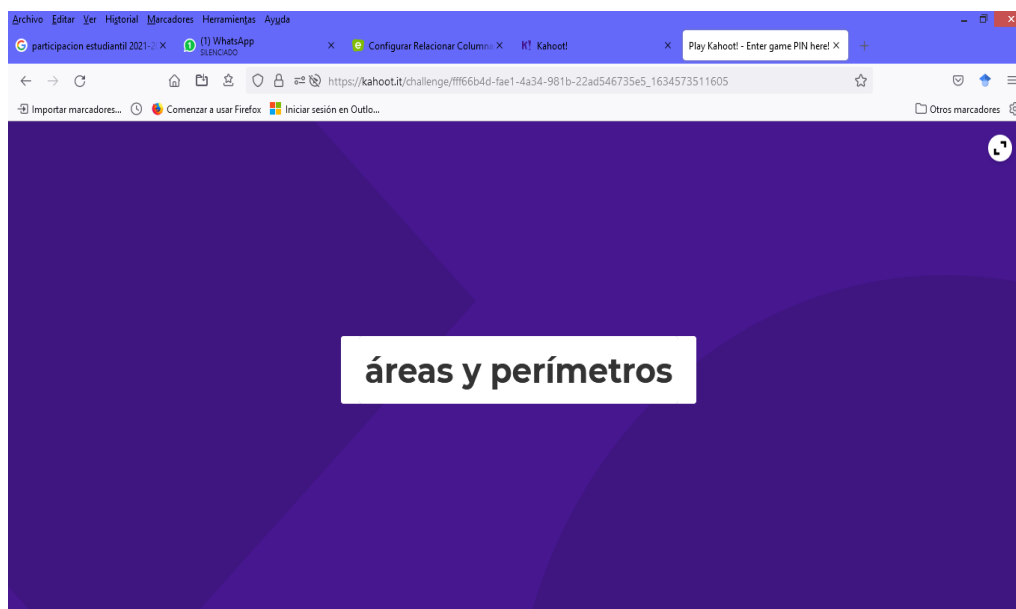 Archivo Editar Ver Historial Marcadores Herramientas Ayuda
participacion estudiantil 2021-2
(1) WhatsApp
SILENCIADO
Configurar Relacionar Column
K! Kahoot!
Play Kahoot! - Enter game PIN here!
https://kahoot.it/challenge/fff66b4d-fae1-4a34-981b-22ad546735e5_1634573511605
Importar marcadores... Comenzar a usar Firefox Iniciar sesión en Outlo... Otros marcadores
áreas y perímetros